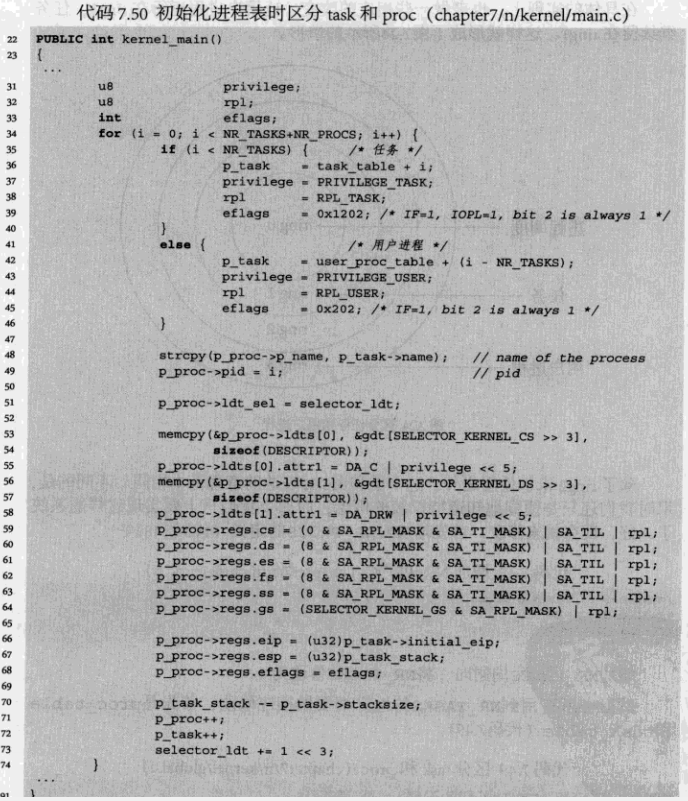 代码 7.50 初始化进程表时区分 task 和 proc（chapter7/n/kernel/main.c）
22 PUBLIC int kernel_main()
23 {
...
31 u8 privilege;
32 u8 rpl;
33 int eflags;
34 for (i = 0; i < NR_TASKS+NR_PROCS; i++) {
35 if (i < NR_TASKS) { /* 任务 */
36 p_task = task_table + i;
37 privilege = PRIVILEGE_TASK;
38 rpl = RPL_TASK;
39 eflags = 0x1202; /* IF=1, IOPL=1, bit 2 is always 1 */
40 }
41 else { /* 用户进程 */
42 p_task = user_proc_table + (i - NR_TASKS);
43 privilege = PRIVILEGE_USER;
44 rpl = RPL_USER;
45 eflags = 0x202; /* IF=1, bit 2 is always 1 */
46 }
47
48 strcpy(p_proc->p_name, p_task->name); // name of the process
49 p_proc->pid = i; // pid
50
51 p_proc->ldt_sel = selector_ldt;
52
53 memcpy(&p_proc->ldts[0], &gdt[SELECTOR_KERNEL_CS >> 3],
54 sizeof(DESCRIPTOR));
55 p_proc->ldts[0].attr1 = DA_C | privilege << 5;
56 memcpy(&p_proc->ldts[1], &gdt[SELECTOR_KERNEL_DS >> 3],
57 sizeof(DESCRIPTOR));
58 p_proc->ldts[1].attr1 = DA_DRW | privilege << 5;
59 p_proc->regs.cs = (0 & SA_RPL_MASK & SA_TI_MASK) | SA_TIL | rpl;
60 p_proc->regs.ds = (8 & SA_RPL_MASK & SA_TI_MASK) | SA_TIL | rpl;
61 p_proc->regs.es = (8 & SA_RPL_MASK & SA_TI_MASK) | SA_TIL | rpl;
62 p_proc->regs.fs = (8 & SA_RPL_MASK & SA_TI_MASK) | SA_TIL | rpl;
63 p_proc->regs.ss = (8 & SA_RPL_MASK & SA_TI_MASK) | SA_TIL | rpl;
64 p_proc->regs.gs = (SELECTOR_KERNEL_GS & SA_RPL_MASK) | rpl;
65
66 p_proc->regs.eip = (u32)p_task->initial_eip;
67 p_proc->regs.esp = (u32)p_task_stack;
68 p_proc->regs.eflags = eflags;
69
70 p_task_stack -= p_task->stacksize;
71 p_proc++;
72 p_task++;
73 selector_ldt += 1 << 3;
74 }
...
91 }